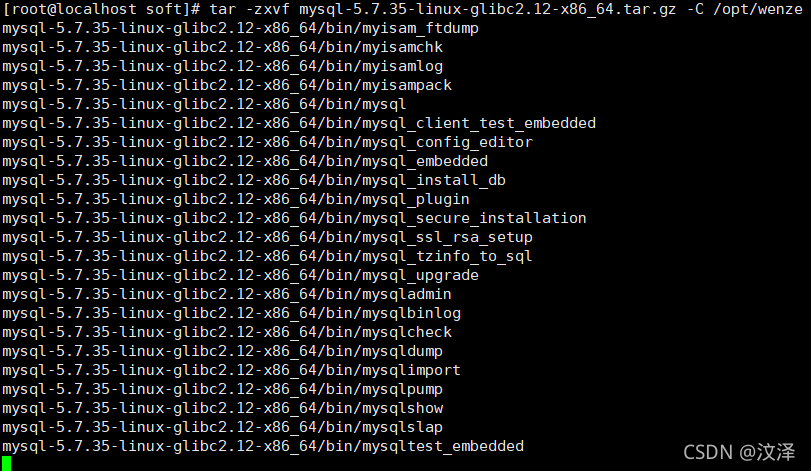 [root@localhost soft]# tar -zxvf mysql-5.7.35-linux-glibc2.12-x86_64.tar.gz -C /opt/wenze
mysql-5.7.35-linux-glibc2.12-x86_64/bin/myisam_ftdump
mysql-5.7.35-linux-glibc2.12-x86_64/bin/myisamchk
mysql-5.7.35-linux-glibc2.12-x86_64/bin/myisamlog
mysql-5.7.35-linux-glibc2.12-x86_64/bin/myisampack
mysql-5.7.35-linux-glibc2.12-x86_64/bin/mysql
mysql-5.7.35-linux-glibc2.12-x86_64/bin/mysql_client_test_embedded
mysql-5.7.35-linux-glibc2.12-x86_64/bin/mysql_config_editor
mysql-5.7.35-linux-glibc2.12-x86_64/bin/mysql_embedded
mysql-5.7.35-linux-glibc2.12-x86_64/bin/mysql_install_db
mysql-5.7.35-linux-glibc2.12-x86_64/bin/mysql_plugin
mysql-5.7.35-linux-glibc2.12-x86_64/bin/mysql_secure_installation
mysql-5.7.35-linux-glibc2.12-x86_64/bin/mysql_ssl_rsa_setup
mysql-5.7.35-linux-glibc2.12-x86_64/bin/mysql_tzinfo_to_sql
mysql-5.7.35-linux-glibc2.12-x86_64/bin/mysql_upgrade
mysql-5.7.35-linux-glibc2.12-x86_64/bin/mysqladmin
mysql-5.7.35-linux-glibc2.12-x86_64/bin/mysqlbinlog
mysql-5.7.35-linux-glibc2.12-x86_64/bin/mysqlcheck
mysql-5.7.35-linux-glibc2.12-x86_64/bin/mysqldump
mysql-5.7.35-linux-glibc2.12-x86_64/bin/mysqlimport
mysql-5.7.35-linux-glibc2.12-x86_64/bin/mysqlpump
mysql-5.7.35-linux-glibc2.12-x86_64/bin/mysqlshow
mysql-5.7.35-linux-glibc2.12-x86_64/bin/mysqlslap
mysql-5.7.35-linux-glibc2.12-x86_64/bin/mysqltest_embedded
CSDN @汶泽